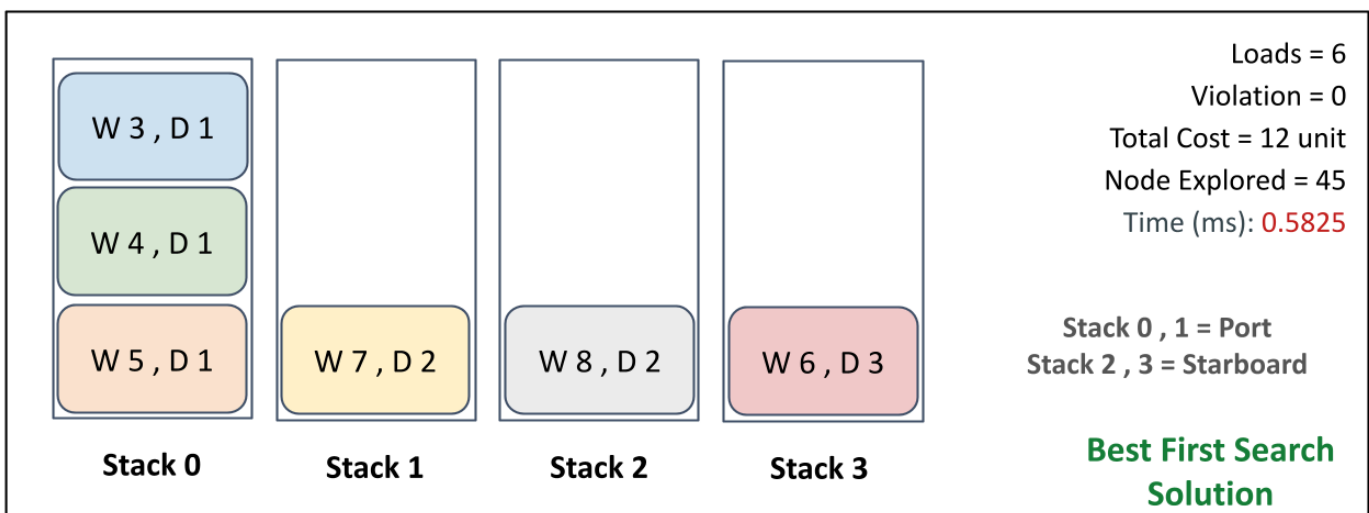 W 3 , D 1
W 4 , D 1
W 5 , D 1
W 7 , D 2
W 8 , D 2
W 6 , D 3
Stack 0
Stack 1
Stack 2
Stack 3
Loads = 6
Violation = 0
Total Cost = 12 unit
Node Explored = 45
Time (ms): 0.5825
Stack 0 , 1 = Port
Stack 2 , 3 = Starboard
Best First Search
Solution